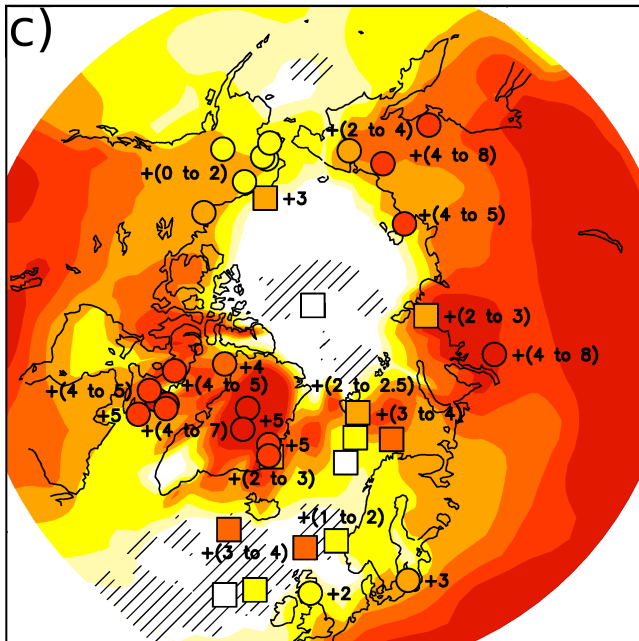 c)
+(2 to 4)
+(4 to 8)
+(0 to 2)
+3
+(4 to 5)
+(2 to 3)
+(4 to 8)
+4
+(4 to 5)
+(4 to 5)
+(2 to 2.5)
+5
+(4 to 7)
+5
+(3 to 4)
+5
+(2 to 3)
+(1 to 2)
+(3 to 4)
+2
+3